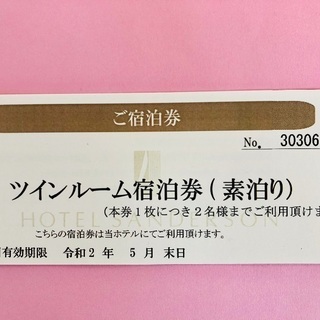 ご宿泊券
No. 30306
ツインルーム宿泊券(素泊り)
(本券1枚につき2名様までご利用頂けま
HOTEL SANDERSON
こちらの宿泊券は当ホテルにてご利用頂けます。
有効期限 令和2年 5月 末日